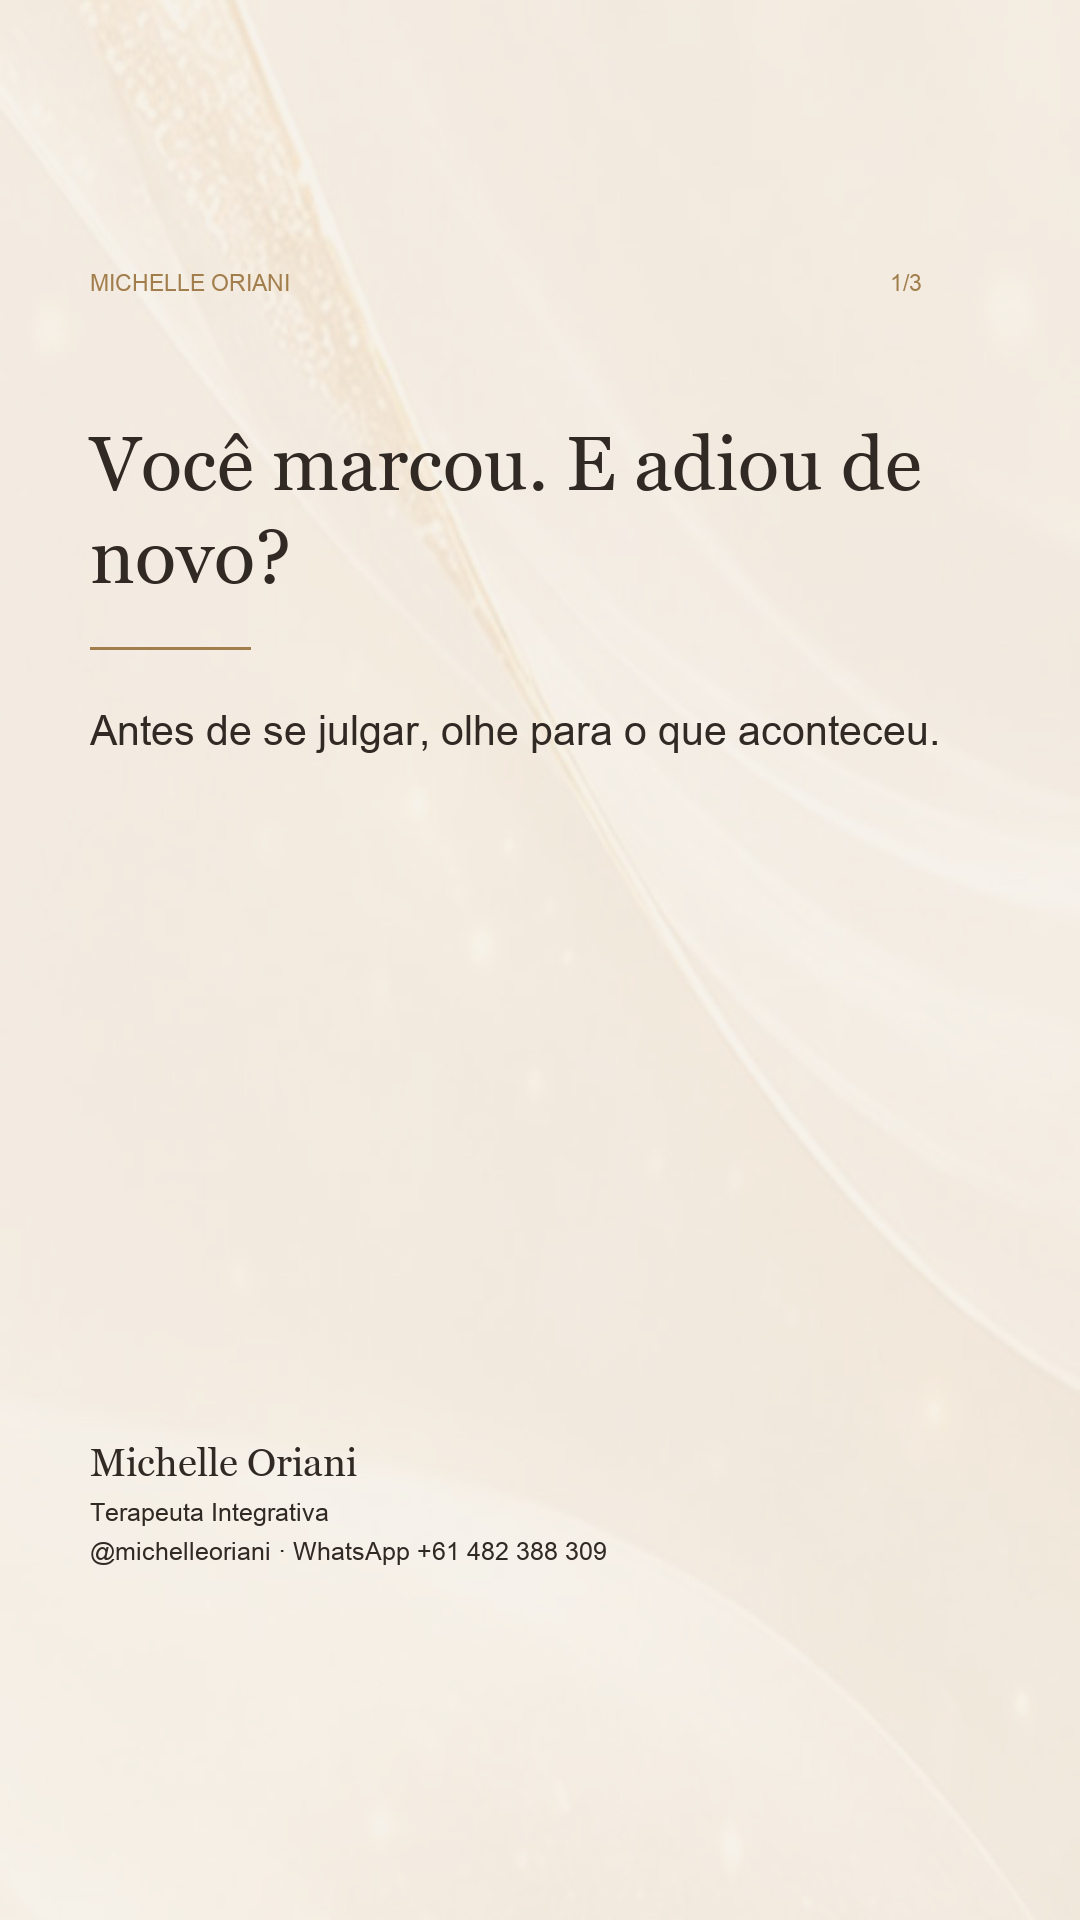 MICHELLE ORIANI
1/3
Você marcou. E adiou de
novo?
Antes de se julgar, olhe para o que aconteceu.
Michelle Oriani
Terapeuta Integrativa
@michelleoriani · WhatsApp +61 482 388 309